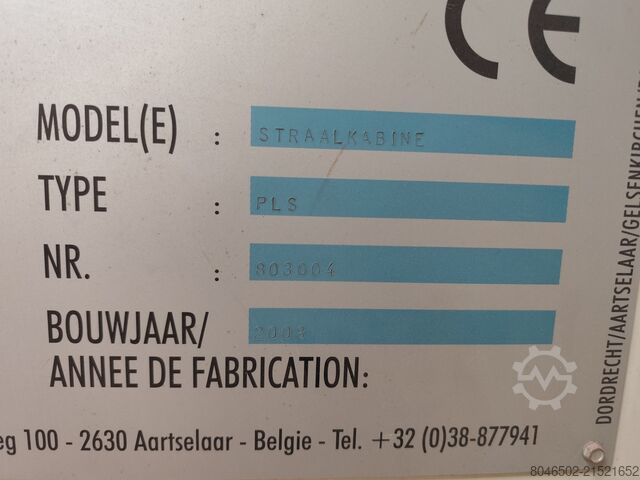 CE
MODEL(E) : STRAALKABINE
TYPE : PLS
NR. : 803004
BOUWJAAR/ 2008
ANNEE DE FABRICATION:
eg 100 - 2630 Aartselaar - Belgie - Tel. +32 (0)38-877941
DORDRECHT/AARTSELAAR/GELSENKIRCHEN/
8046502-21521652